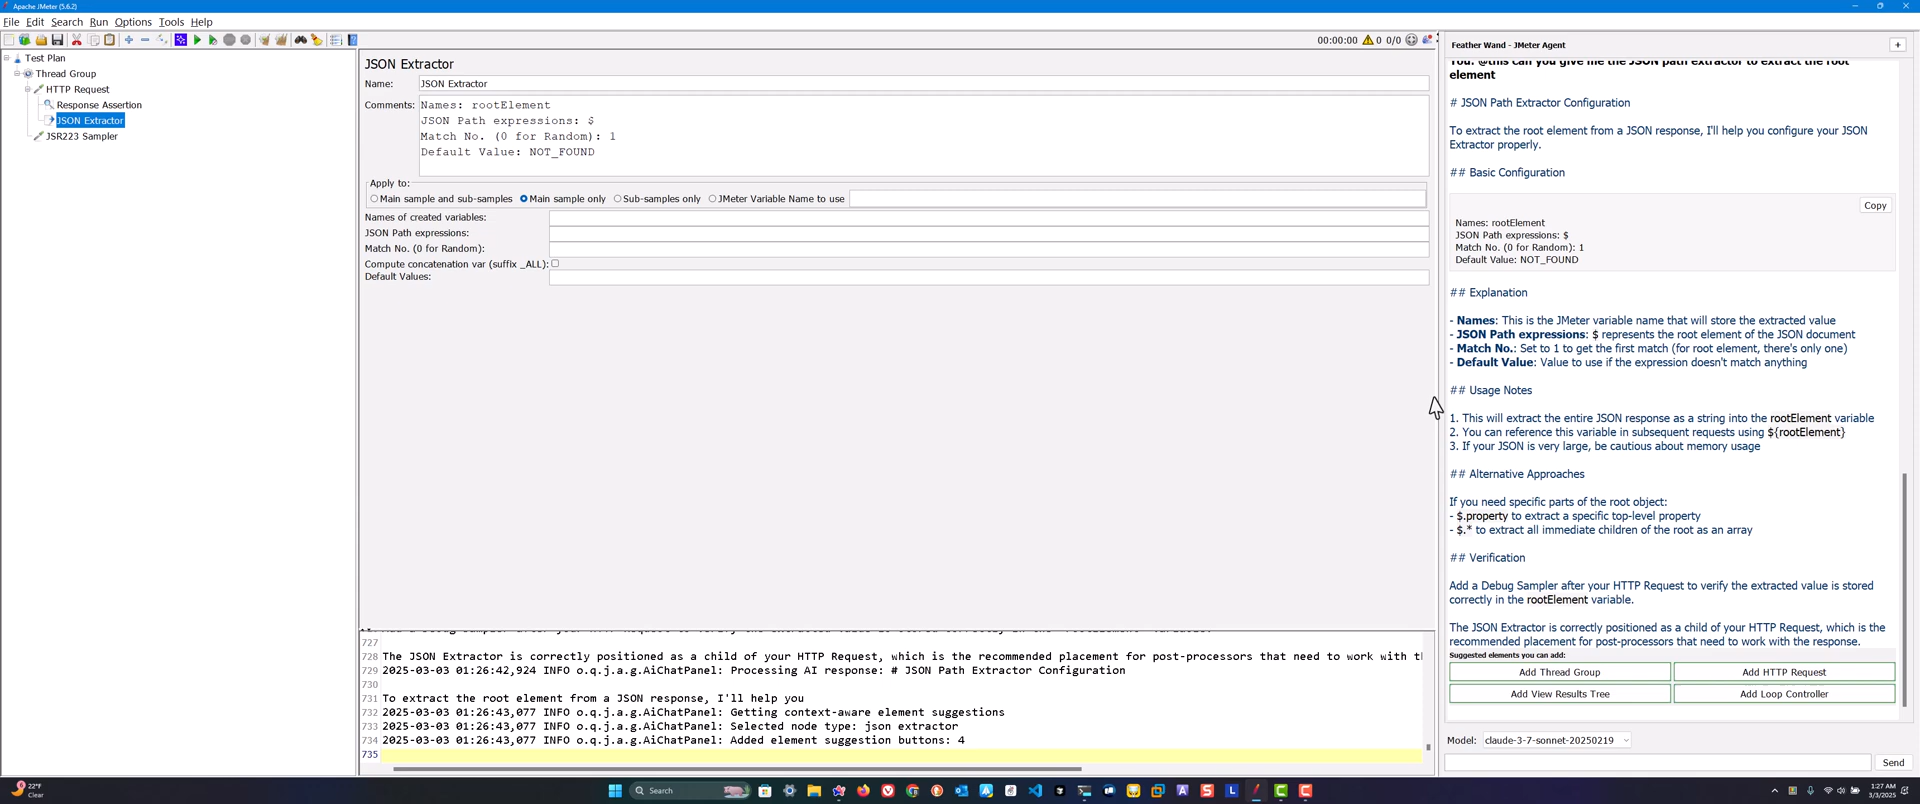 Apache JMeter (5.6.2)
File Edit Search Run Options Tools Help
00:00:00 0 0/0
Test Plan
Thread Group
HTTP Request
Response Assertion
JSON Extractor
JSR223 Sampler
JSON Extractor
Name: JSON Extractor
Comments: Names: rootElement
JSON Path expressions: $
Match No. (0 for Random): 1
Default Value: NOT_FOUND
Apply to:
Main sample and sub-samples Main sample only Sub-samples only JMeter Variable Name to use
Names of created variables:
JSON Path expressions:
Match No. (0 for Random):
Compute concatenation var (suffix _ALL):
Default Values:
727
728 The JSON Extractor is correctly positioned as a child of your HTTP Request, which is the recommended placement for post-processors that need to work with t
729 2025-03-03 01:26:42,924 INFO o.q.j.a.g.AiChatPanel: Processing AI response: # JSON Path Extractor Configuration
730
731 To extract the root element from a JSON response, I'll help you
732 2025-03-03 01:26:43,077 INFO o.q.j.a.g.AiChatPanel: Getting context-aware element suggestions
733 2025-03-03 01:26:43,077 INFO o.q.j.a.g.AiChatPanel: Selected node type: json extractor
734 2025-03-03 01:26:43,077 INFO o.q.j.a.g.AiChatPanel: Added element suggestion buttons: 4
735
Feather Wand - JMeter Agent
+
You: @this can you give me the JSON path extractor to extract the root
element
# JSON Path Extractor Configuration
To extract the root element from a JSON response, I'll help you configure your JSON
Extractor properly.
## Basic Configuration
Copy
Names: rootElement
JSON Path expressions: $
Match No. (0 for Random): 1
Default Value: NOT_FOUND
## Explanation
- Names: This is the JMeter variable name that will store the extracted value
- JSON Path expressions: $ represents the root element of the JSON document
- Match No.: Set to 1 to get the first match (for root element, there's only one)
- Default Value: Value to use if the expression doesn't match anything
## Usage Notes
1. This will extract the entire JSON response as a string into the rootElement variable
2. You can reference this variable in subsequent requests using ${rootElement}
3. If your JSON is very large, be cautious about memory usage
## Alternative Approaches
If you need specific parts of the root object:
- $.property to extract a specific top-level property
- $.* to extract all immediate children of the root as an array
## Verification
Add a Debug Sampler after your HTTP Request to verify the extracted value is stored
correctly in the rootElement variable.
The JSON Extractor is correctly positioned as a child of your HTTP Request, which is the
recommended placement for post-processors that need to work with the response.
Suggested elements you can add:
Add Thread Group Add HTTP Request
Add View Results Tree Add Loop Controller
Model: claude-3-7-sonnet-20250219
Send
22°F
Clear
Search
1:27 AM
3/3/2025